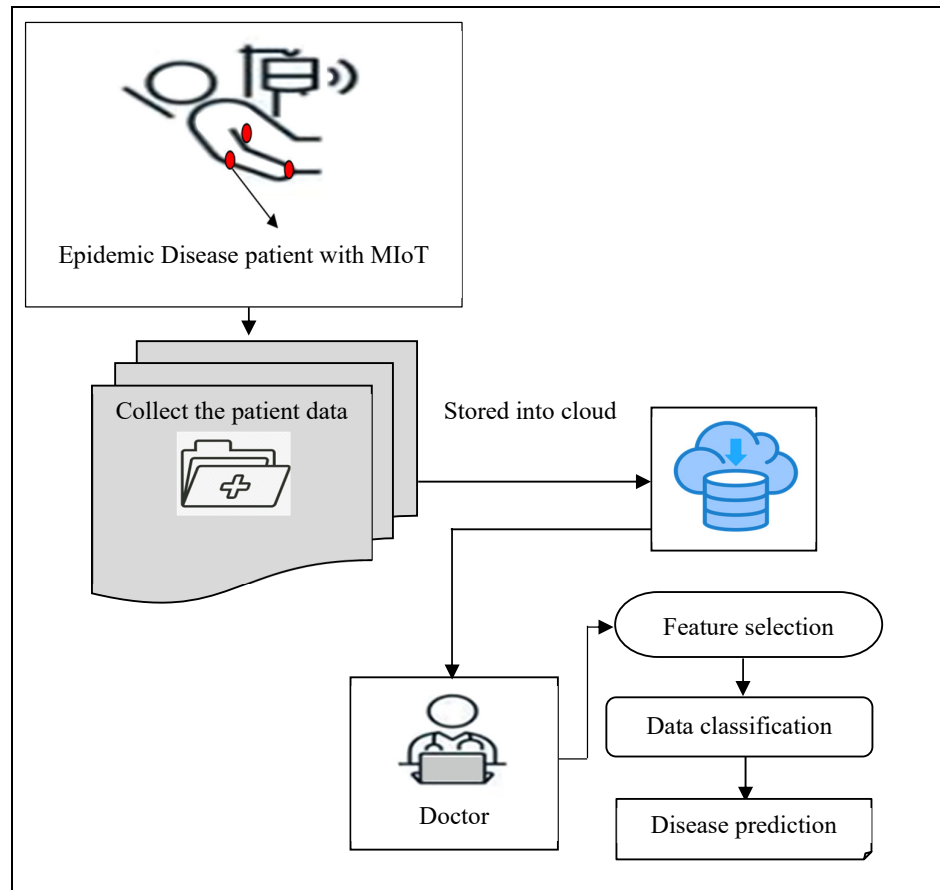 Epidemic Disease patient with MIoT
Collect the patient data
Stored into cloud
Feature selection
Data classification
Doctor
Disease prediction